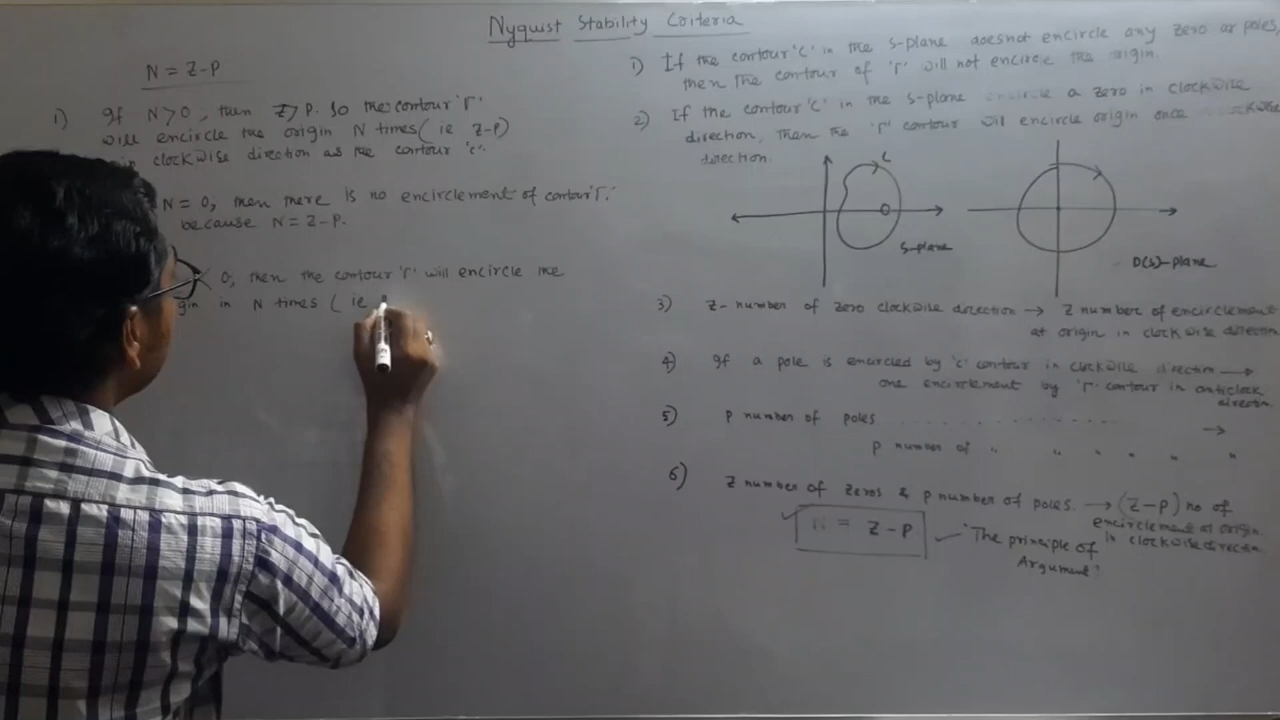 Nyquist Stability Criteria
N = Z-P
1) If N>0, then Z>P. So the contour 'Γ'
will encircle the origin N times (ie Z-P)
in clockwise direction as the contour 'c'.
N = 0, then there is no encirclement of contour 'Γ'.
because N = Z-P.
0, then the contour 'Γ' will encircle the
gin in N times ( ie
1) If the contour 'C' in the s-plane doesnot encircle any zero or poles,
then the contour of 'Γ' will not encircle the origin.
2) If the contour 'C' in the s-plane encircle a zero in clockwise
direction, then the 'Γ' contour will encircle origin once
direction.
C
s-plane
D(s)-plane
3) Z-number of zero clockwise direction → Z number of encirclement
at origin in clockwise direction
4) If a pole is encircled by 'c' contour in clockwise direction →
one encirclement by 'Γ' contour in anticlock
direction
5) P number of poles . . . . . . . . . . . . →
P number of " " " " " "
6) Z number of zeros & P number of poles. → (Z-P) no of
encirclement at origin
in clockwise direction
N = Z-P
"The principle of
Argument"